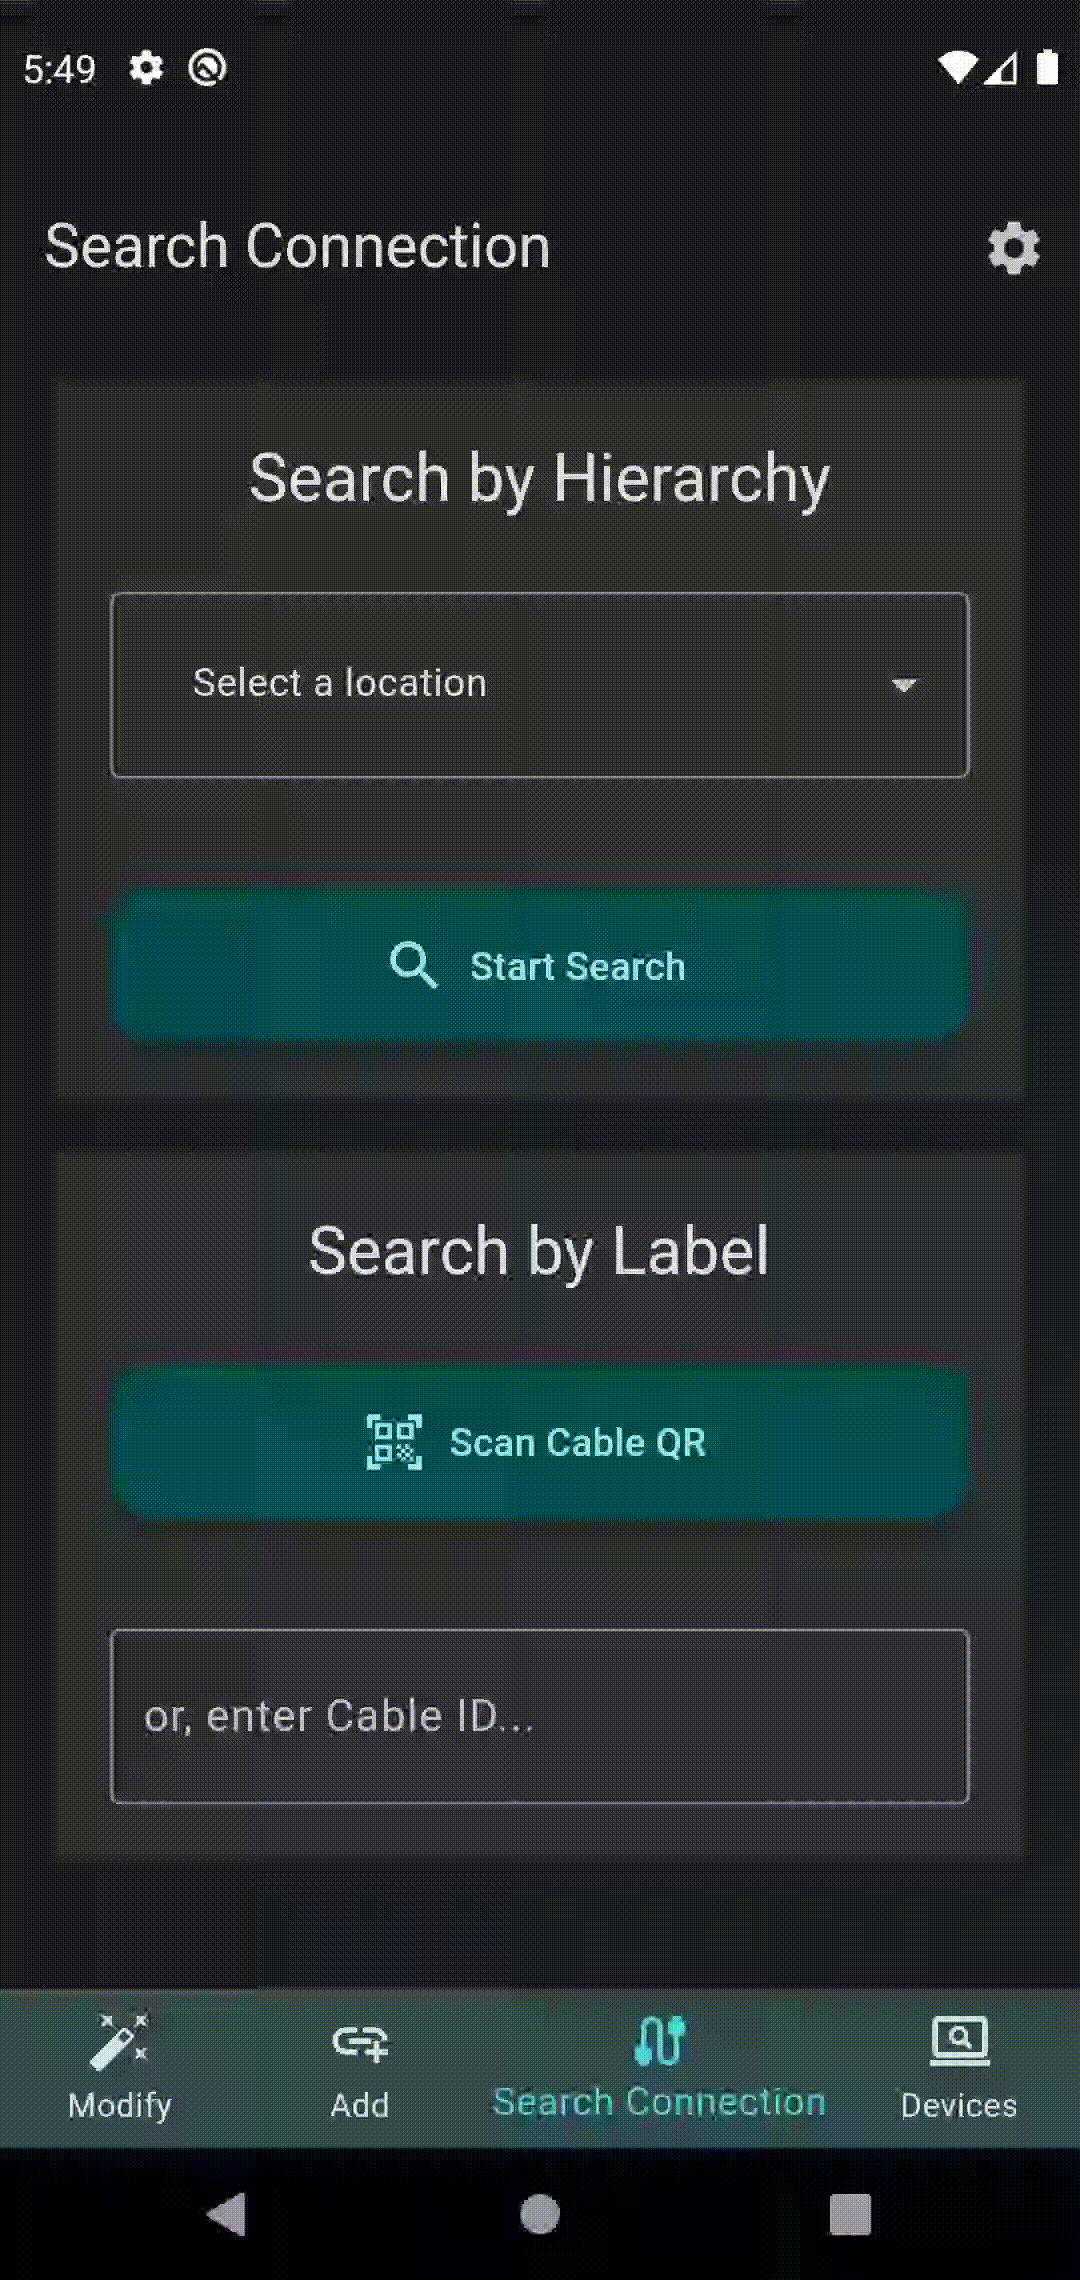 5:49
Search Connection
Search by Hierarchy
Select a location
Start Search
Search by Label
Scan Cable QR
or, enter Cable ID...
Modify
Add
Search Connection
Devices